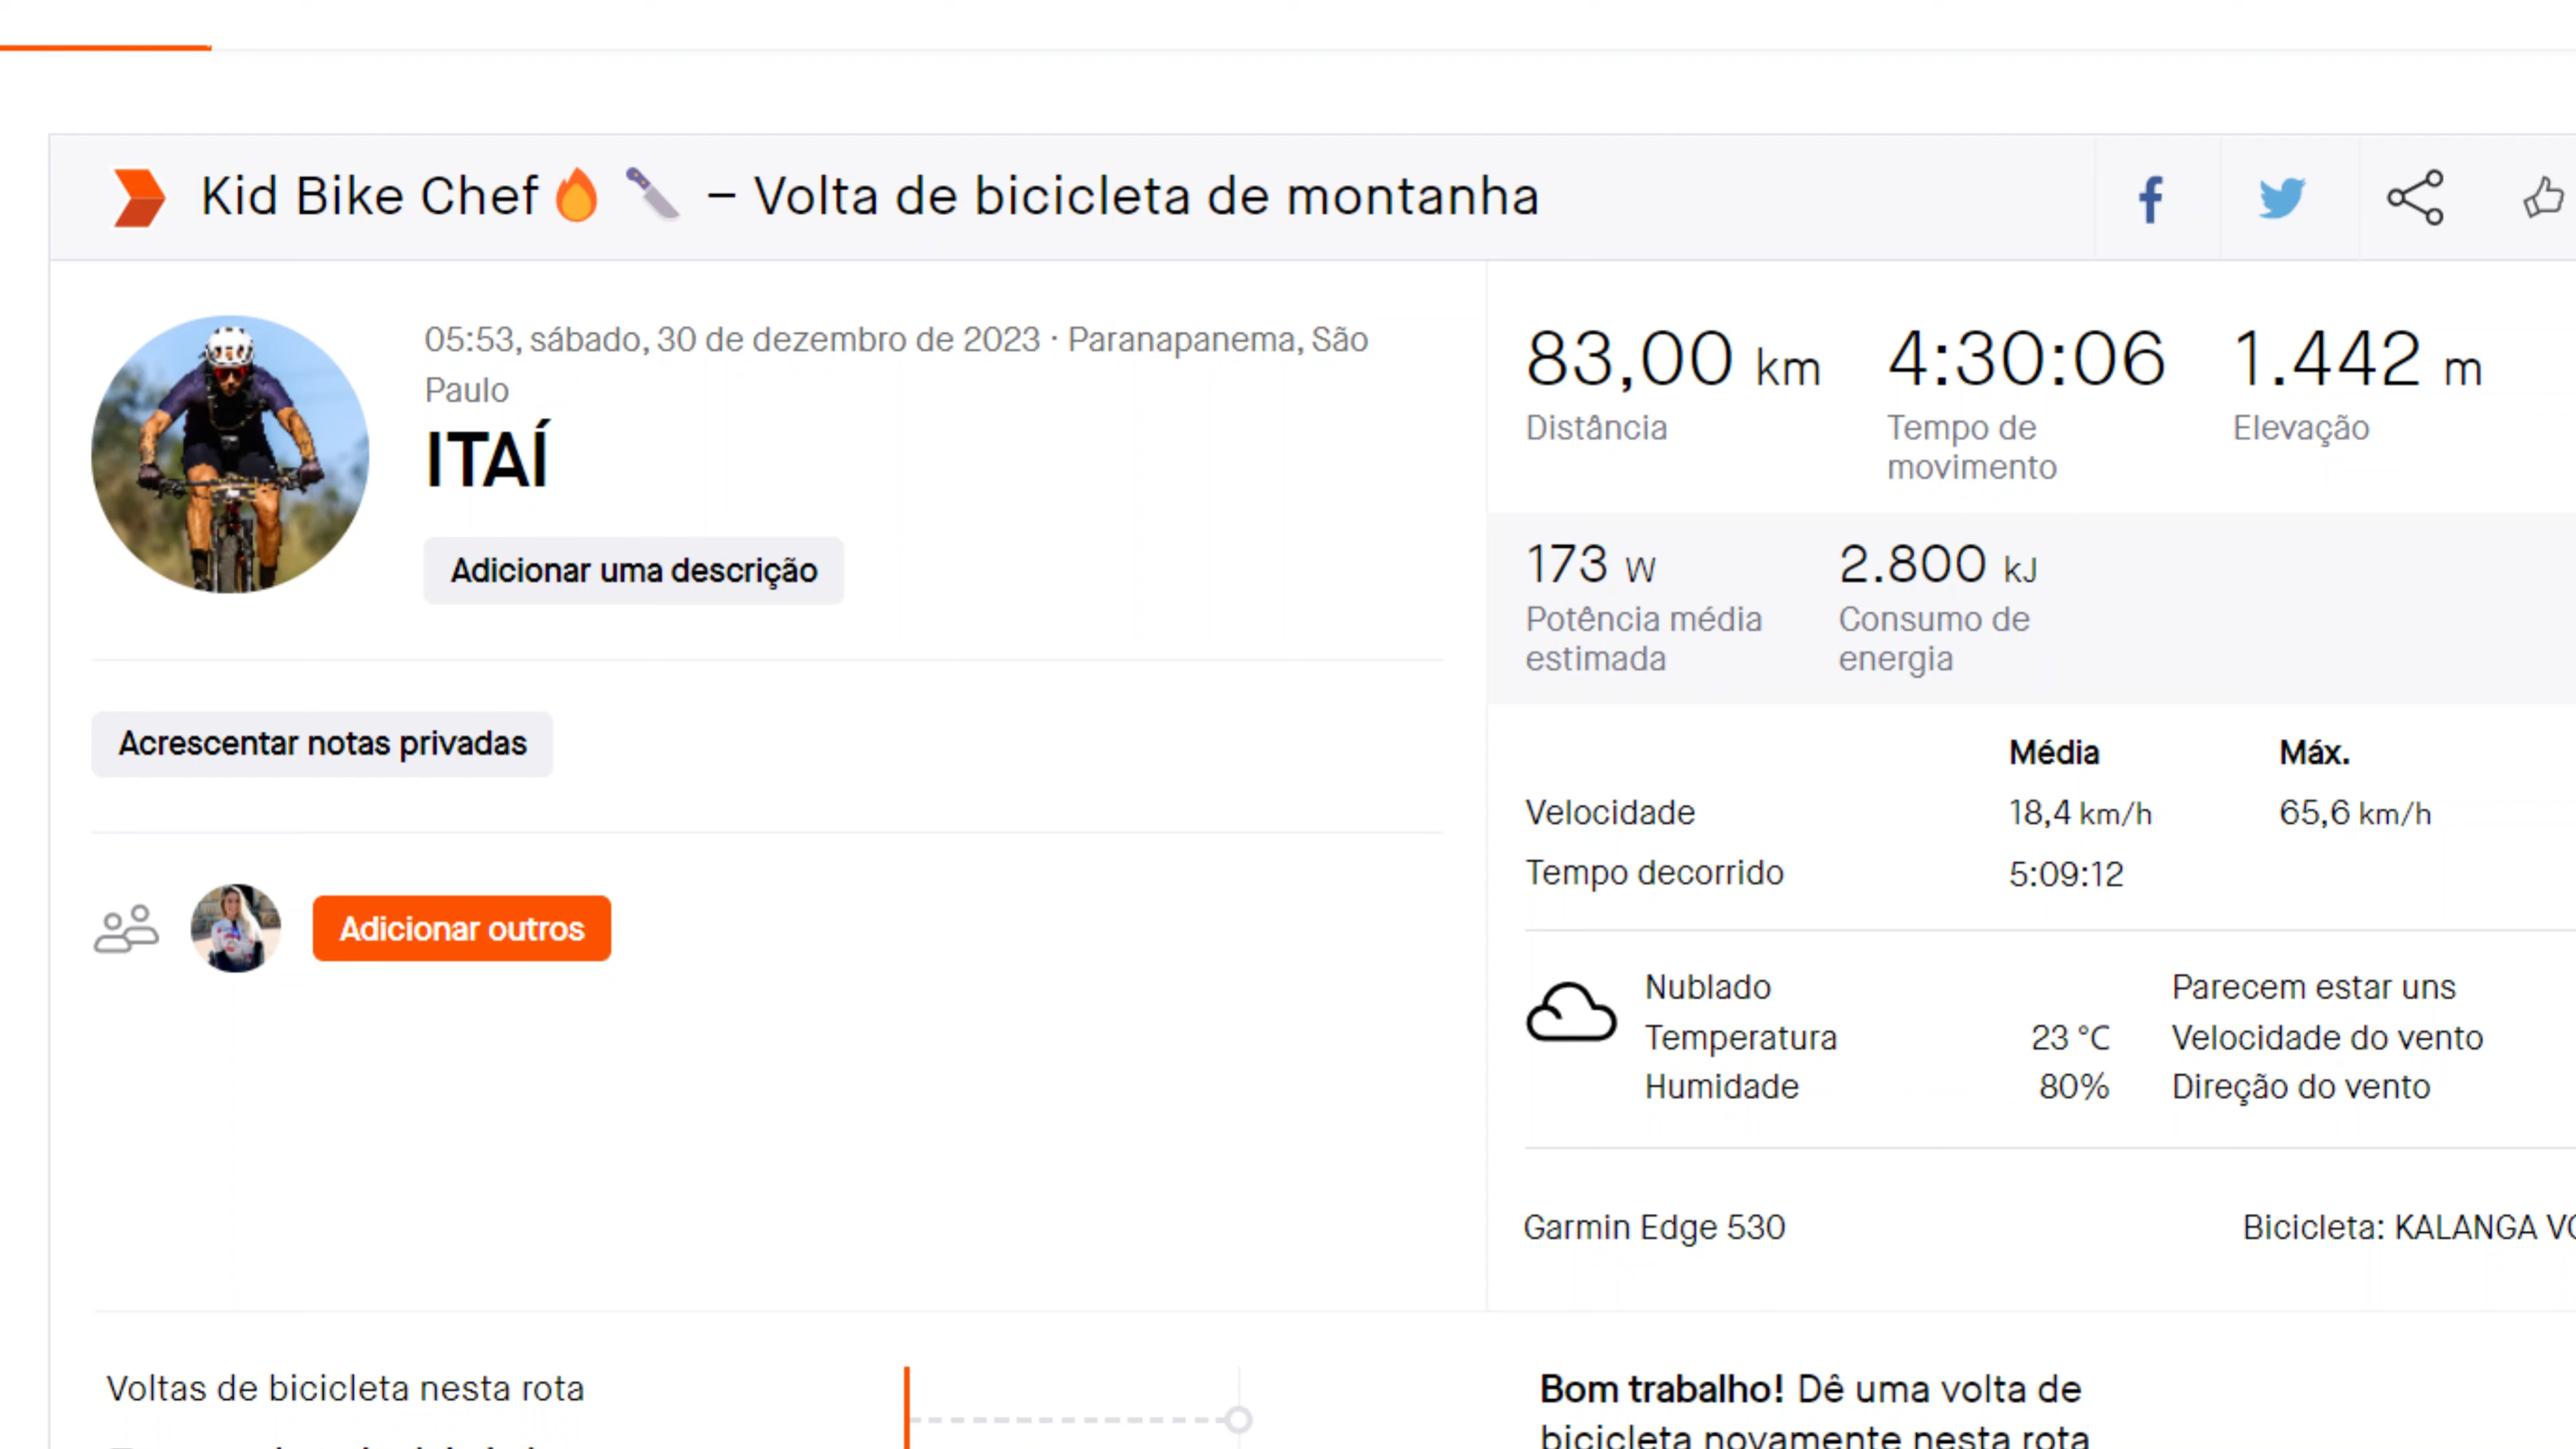 Kid Bike Chef🔥 🔪 – Volta de bicicleta de montanha
05:53, sábado, 30 de dezembro de 2023 · Paranapanema, São
Paulo
ITAÍ
Adicionar uma descrição
Acrescentar notas privadas
Adicionar outros
83,00 km 4:30:06 1.442 m
Distância Tempo de Elevação
movimento
173 W 2.800 kJ
Potência média Consumo de
estimada energia
Média Máx.
Velocidade 18,4 km/h 65,6 km/h
Tempo decorrido 5:09:12
Nublado Parecem estar uns
Temperatura 23 °C Velocidade do vento
Humidade 80% Direção do vento
Garmin Edge 530 Bicicleta: KALANGA
Voltas de bicicleta nesta rota
Bom trabalho! Dê uma volta de
bicicleta novamente nesta rota